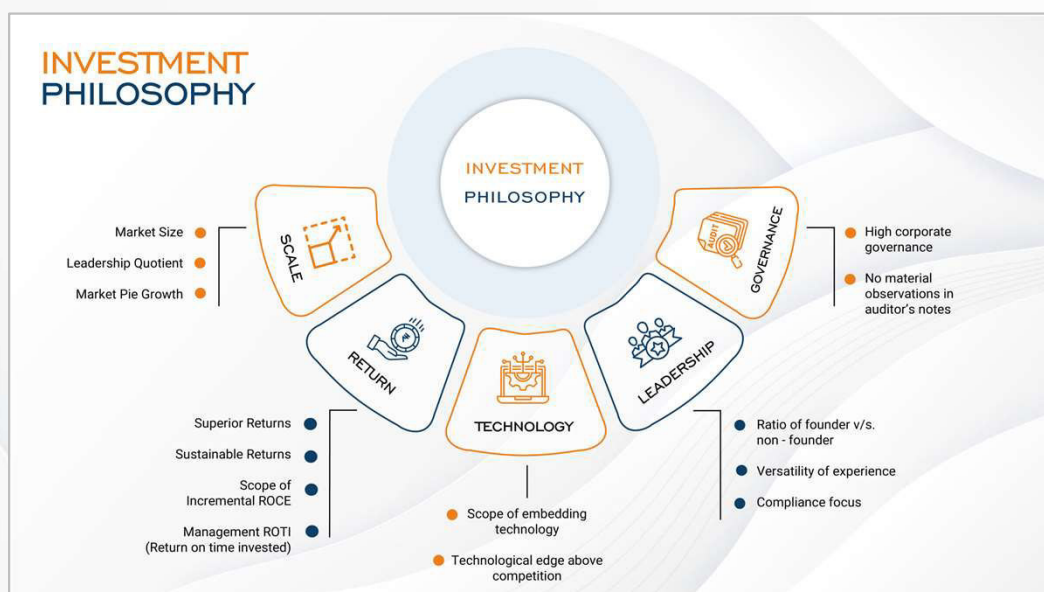 INVESTMENT
PHILOSOPHY
INVESTMENT
PHILOSOPHY
SCALE
Market Size
Leadership Quotient
Market Pie Growth
RETURN
₹
Superior Returns
Sustainable Returns
Scope of
Incremental ROCE
Management ROTI
(Return on time invested)
TECHNOLOGY
Scope of embedding
technology
Technological edge above
competition
LEADERSHIP
Ratio of founder v/s.
non - founder
Versatility of experience
Compliance focus
AUDIT
GOVERNANCE
High corporate
governance
No material
observations in
auditor's notes